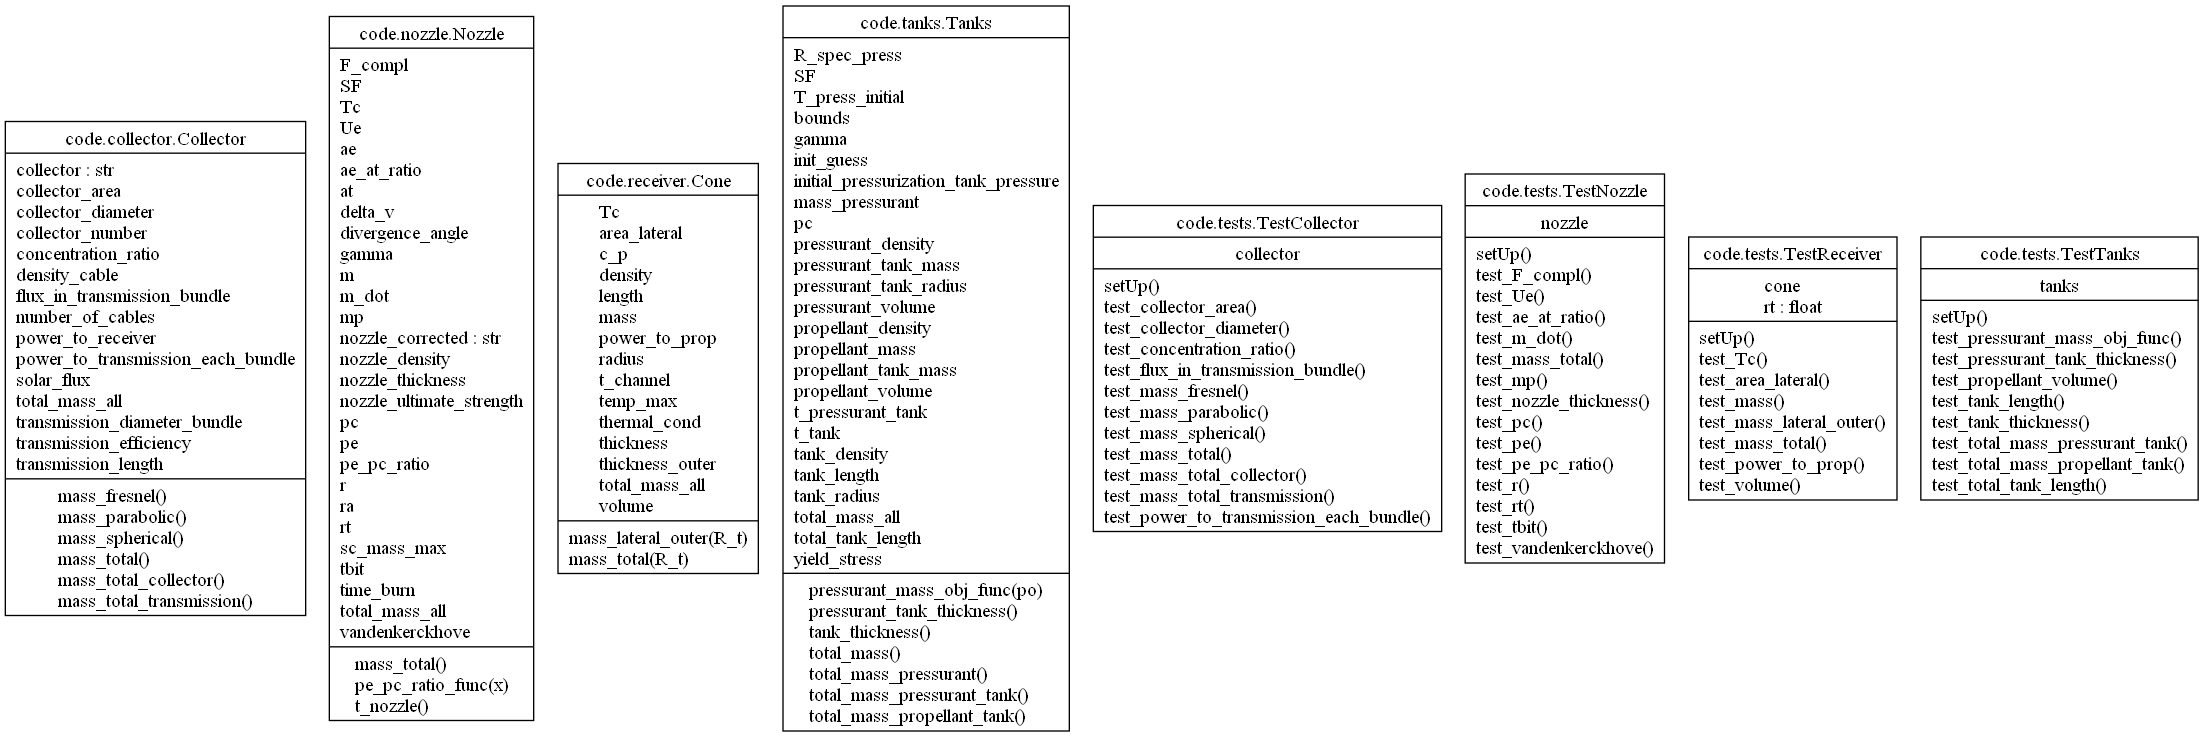 code.collector.Collector
collector : str
collector_area
collector_diameter
collector_number
concentration_ratio
density_cable
flux_in_transmission_bundle
number_of_cables
power_to_receiver
power_to_transmission_each_bundle
solar_flux
total_mass_all
transmission_diameter_bundle
transmission_efficiency
transmission_length
mass_fresnel()
mass_parabolic()
mass_spherical()
mass_total()
mass_total_collector()
mass_total_transmission()
code.nozzle.Nozzle
F_compl
SF
Tc
Ue
ae
ae_at_ratio
at
delta_v
divergence_angle
gamma
m
m_dot
mp
nozzle_corrected : str
nozzle_density
nozzle_thickness
nozzle_ultimate_strength
pc
pe
pe_pc_ratio
r
ra
rt
sc_mass_max
tbit
time_burn
total_mass_all
vandenkerckhove
mass_total()
pe_pc_ratio_func(x)
t_nozzle()
code.receiver.Cone
Tc
area_lateral
c_p
density
length
mass
power_to_prop
radius
t_channel
temp_max
thermal_cond
thickness
thickness_outer
total_mass_all
volume
mass_lateral_outer(R_t)
mass_total(R_t)
code.tanks.Tanks
R_spec_press
SF
T_press_initial
bounds
gamma
init_guess
initial_pressurization_tank_pressure
mass_pressurant
pc
pressurant_density
pressurant_tank_mass
pressurant_tank_radius
pressurant_volume
propellant_density
propellant_mass
propellant_tank_mass
propellant_volume
t_pressurant_tank
t_tank
tank_density
tank_length
tank_radius
total_mass_all
total_tank_length
yield_stress
pressurant_mass_obj_func(po)
pressurant_tank_thickness()
tank_thickness()
total_mass()
total_mass_pressurant()
total_mass_pressurant_tank()
total_mass_propellant_tank()
code.tests.TestCollector
collector
setUp()
test_collector_area()
test_collector_diameter()
test_concentration_ratio()
test_flux_in_transmission_bundle()
test_mass_fresnel()
test_mass_parabolic()
test_mass_spherical()
test_mass_total()
test_mass_total_collector()
test_mass_total_transmission()
test_power_to_transmission_each_bundle()
code.tests.TestNozzle
nozzle
setUp()
test_F_compl()
test_Ue()
test_ae_at_ratio()
test_m_dot()
test_mass_total()
test_mp()
test_nozzle_thickness()
test_pc()
test_pe()
test_pe_pc_ratio()
test_r()
test_rt()
test_tbit()
test_vandenkerckhove()
code.tests.TestReceiver
cone
rt : float
setUp()
test_Tc()
test_area_lateral()
test_mass()
test_mass_lateral_outer()
test_mass_total()
test_power_to_prop()
test_volume()
code.tests.TestTanks
tanks
setUp()
test_pressurant_mass_obj_func()
test_pressurant_tank_thickness()
test_propellant_volume()
test_tank_length()
test_tank_thickness()
test_total_mass_pressurant_tank()
test_total_mass_propellant_tank()
test_total_tank_length()